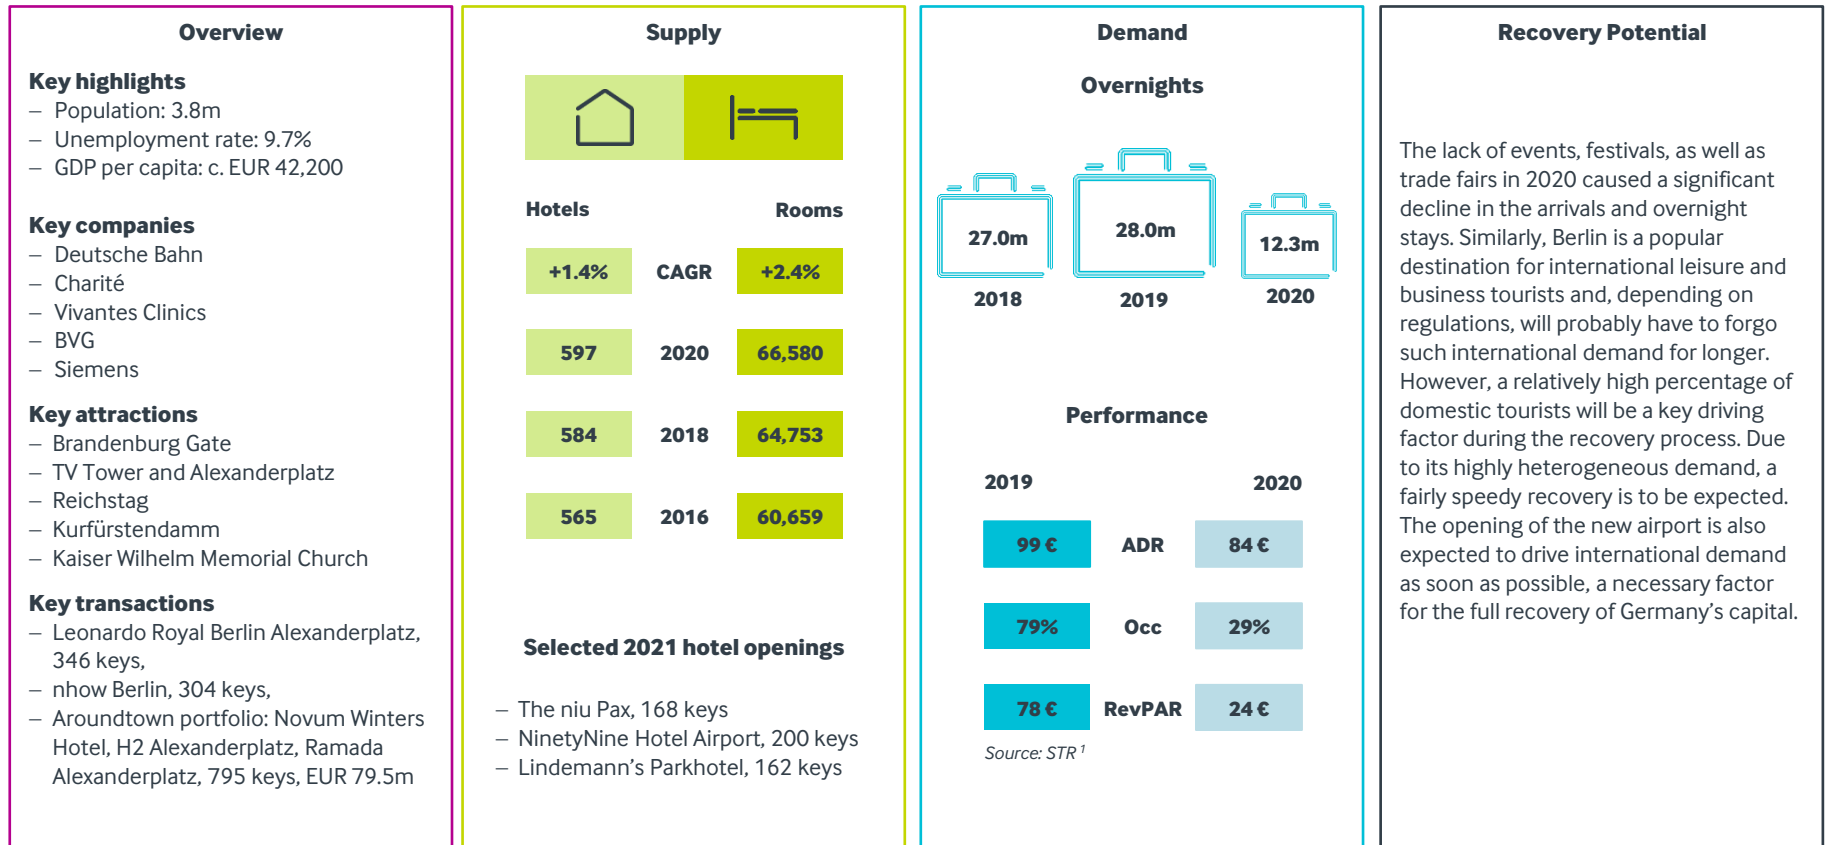 Overview
Key highlights
– Population: 3.8m
– Unemployment rate: 9.7%
– GDP per capita: c. EUR 42,200
Key companies
– Deutsche Bahn
– Charité
– Vivantes Clinics
– BVG
– Siemens
Key attractions
– Brandenburg Gate
– TV Tower and Alexanderplatz
– Reichstag
– Kurfürstendamm
– Kaiser Wilhelm Memorial Church
Key transactions
– Leonardo Royal Berlin Alexanderplatz,
346 keys,
– nhow Berlin, 304 keys,
– Aroundtown portfolio: Novum Winters
Hotel, H2 Alexanderplatz, Ramada
Alexanderplatz, 795 keys, EUR 79.5m
Supply
Hotels Rooms
+1.4% CAGR +2.4%
597 2020 66,580
584 2018 64,753
565 2016 60,659
Selected 2021 hotel openings
– The niu Pax, 168 keys
– NinetyNine Hotel Airport, 200 keys
– Lindemann’s Parkhotel, 162 keys
Demand
Overnights
27.0m 28.0m 12.3m
2018 2019 2020
Performance
2019 2020
99 € ADR 84 €
79% Occ 29%
78 € RevPAR 24 €
Source: STR ¹
Recovery Potential
The lack of events, festivals, as well as
trade fairs in 2020 caused a significant
decline in the arrivals and overnight
stays. Similarly, Berlin is a popular
destination for international leisure and
business tourists and, depending on
regulations, will probably have to forgo
such international demand for longer.
However, a relatively high percentage of
domestic tourists will be a key driving
factor during the recovery process. Due
to its highly heterogeneous demand, a
fairly speedy recovery is to be expected.
The opening of the new airport is also
expected to drive international demand
as soon as possible, a necessary factor
for the full recovery of Germany’s capital.